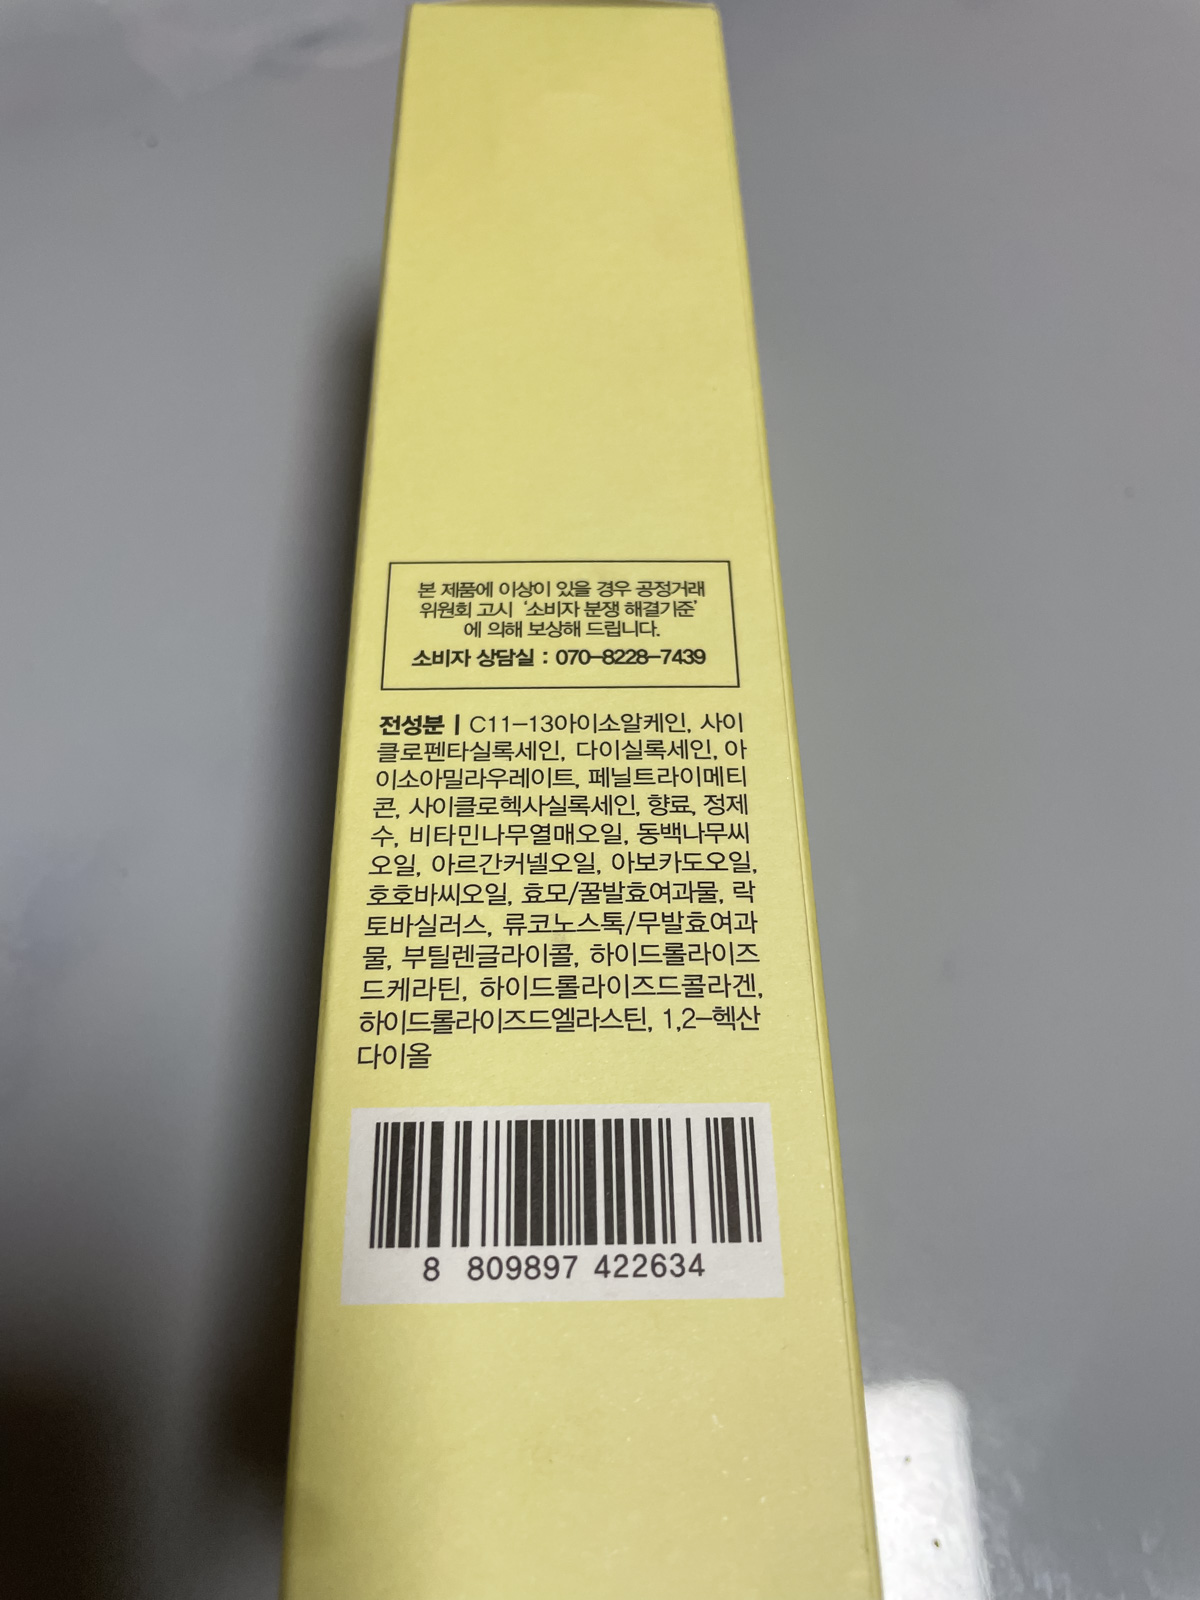 본 제품에 이상이 있을 경우 공정거래
위원회 고시 ‘소비자 분쟁 해결기준’
에 의해 보상해 드립니다.
소비자 상담실 : 070-8228-7439
전성분 | C11-13아이소알케인, 사이
클로펜타실록세인, 다이실록세인, 아
이소아밀라우레이트, 페닐트라이메티
콘, 사이클로헥사실록세인, 향료, 정제
수, 비타민나무열매오일, 동백나무씨
오일, 아르간커넬오일, 아보카도오일,
호호바씨오일, 효모/꿀발효여과물, 락
토바실러스, 류코노스톡/무발효여과
물, 부틸렌글라이콜, 하이드롤라이즈
드케라틴, 하이드롤라이즈드콜라겐,
하이드롤라이즈드엘라스틴, 1,2-헥산
다이올
8 809897 422634